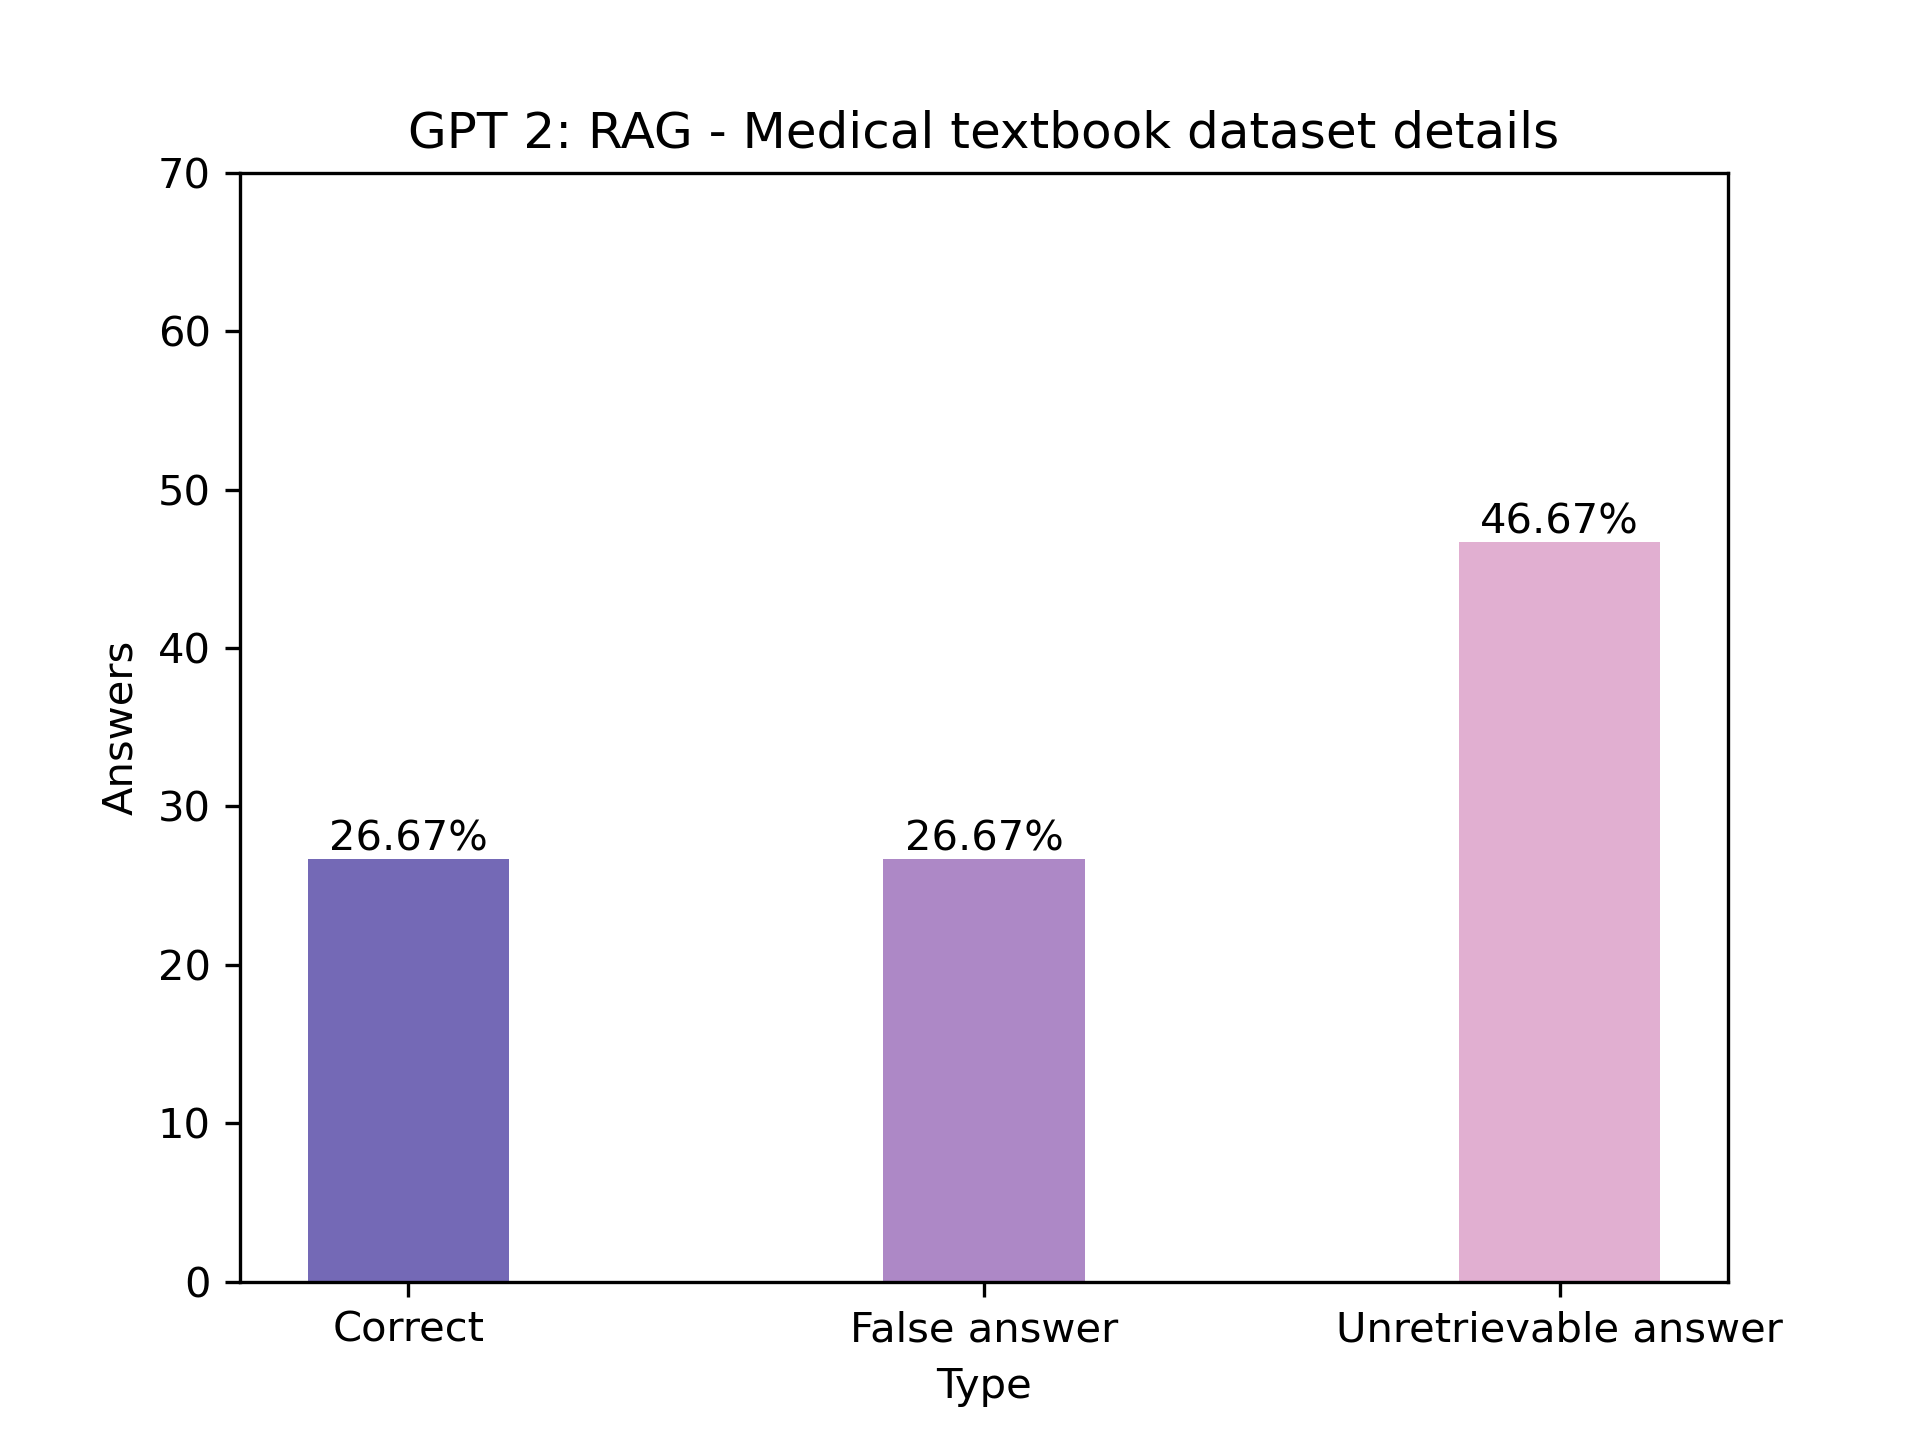 GPT 2: RAG - Medical textbook dataset details
70
60
50
40
30
20
10
0
Answers
26.67%
26.67%
46.67%
Correct
False answer
Unretrievable answer
Type